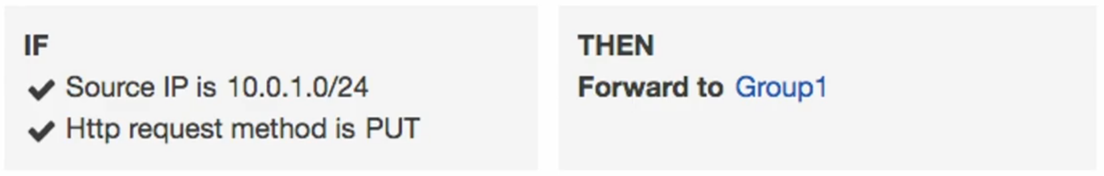 IF
Source IP is 10.0.1.0/24
Http request method is PUT
THEN
Forward to Group1